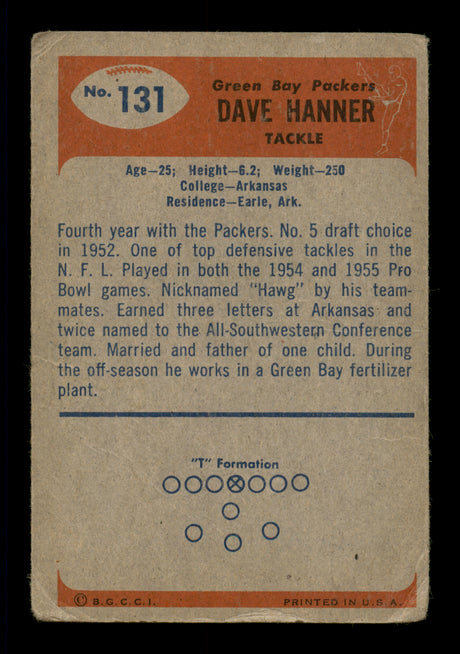 No. 131
Green Bay Packers
DAVE HANNER
TACKLE
Age—25; Height—6.2; Weight—250
College—Arkansas
Residence—Earle, Ark.
Fourth year with the Packers. No. 5 draft choice
in 1952. One of top defensive tackles in the
N. F. L. Played in both the 1954 and 1955 Pro
Bowl games. Nicknamed "Hawg" by his team-
mates. Earned three letters at Arkansas and
twice named to the All-Southwestern Conference
team. Married and father of one child. During
the off-season he works in a Green Bay fertilizer
plant.
"T" Formation
© B.G.C.C.I. PRINTED IN U.S.A.